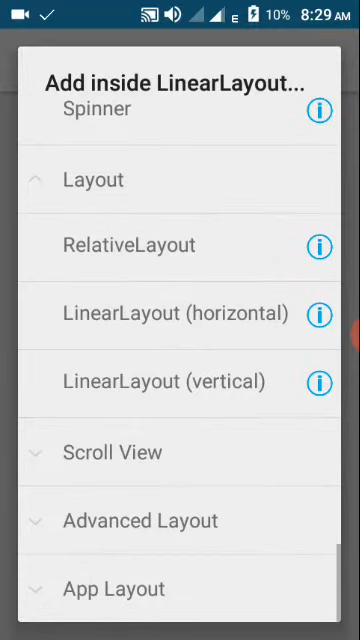 E 10% 8:29 AM
Add inside LinearLayout...
Spinner
Layout
RelativeLayout
LinearLayout (horizontal)
LinearLayout (vertical)
Scroll View
Advanced Layout
App Layout